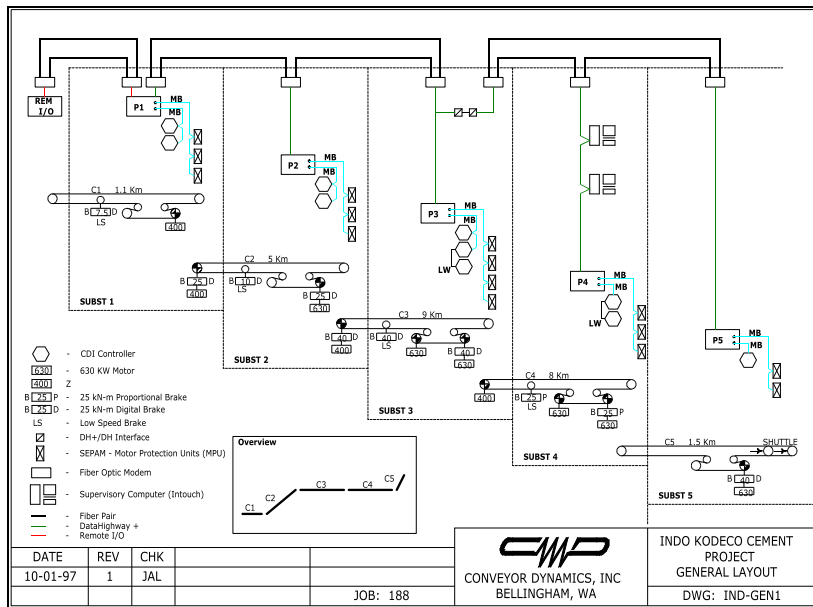 REM
I/O
P1
MB
MB
P2
MB
MB
P3
MB
MB
LW
P4
MB
MB
LW
P5
MB
MB
C1 1.1 Km
B 7.5 D
LS
400
C2 5 Km
B 25 D
400
B 10 D
LS
B 25 D
630
C3 9 Km
B 40 D
400
B 40 D
LS
630
B 40 D
630
C4 8 Km
400
B 25 P
LS
630
B 25 P
630
C5 1.5 Km SHUTTLE
B 40 D
630
SUBST 1
SUBST 2
SUBST 3
SUBST 4
SUBST 5
- CDI Controller
630 - 630 KW Motor
400 Z
B 25 P - 25 kN-m Proportional Brake
B 25 D - 25 kN-m Digital Brake
LS - Low Speed Brake
- DH+/DH Interface
- SEPAM - Motor Protection Units (MPU)
- Fiber Optic Modem
- Supervisory Computer (Intouch)
- Fiber Pair
- DataHighway +
- Remote I/O
Overview
C1
C2
C3
C4
C5
DATE REV CHK
10-01-97 1 JAL
JOB: 188
CONVEYOR DYNAMICS, INC
BELLINGHAM, WA
INDO KODECO CEMENT
PROJECT
GENERAL LAYOUT
DWG: IND-GEN1